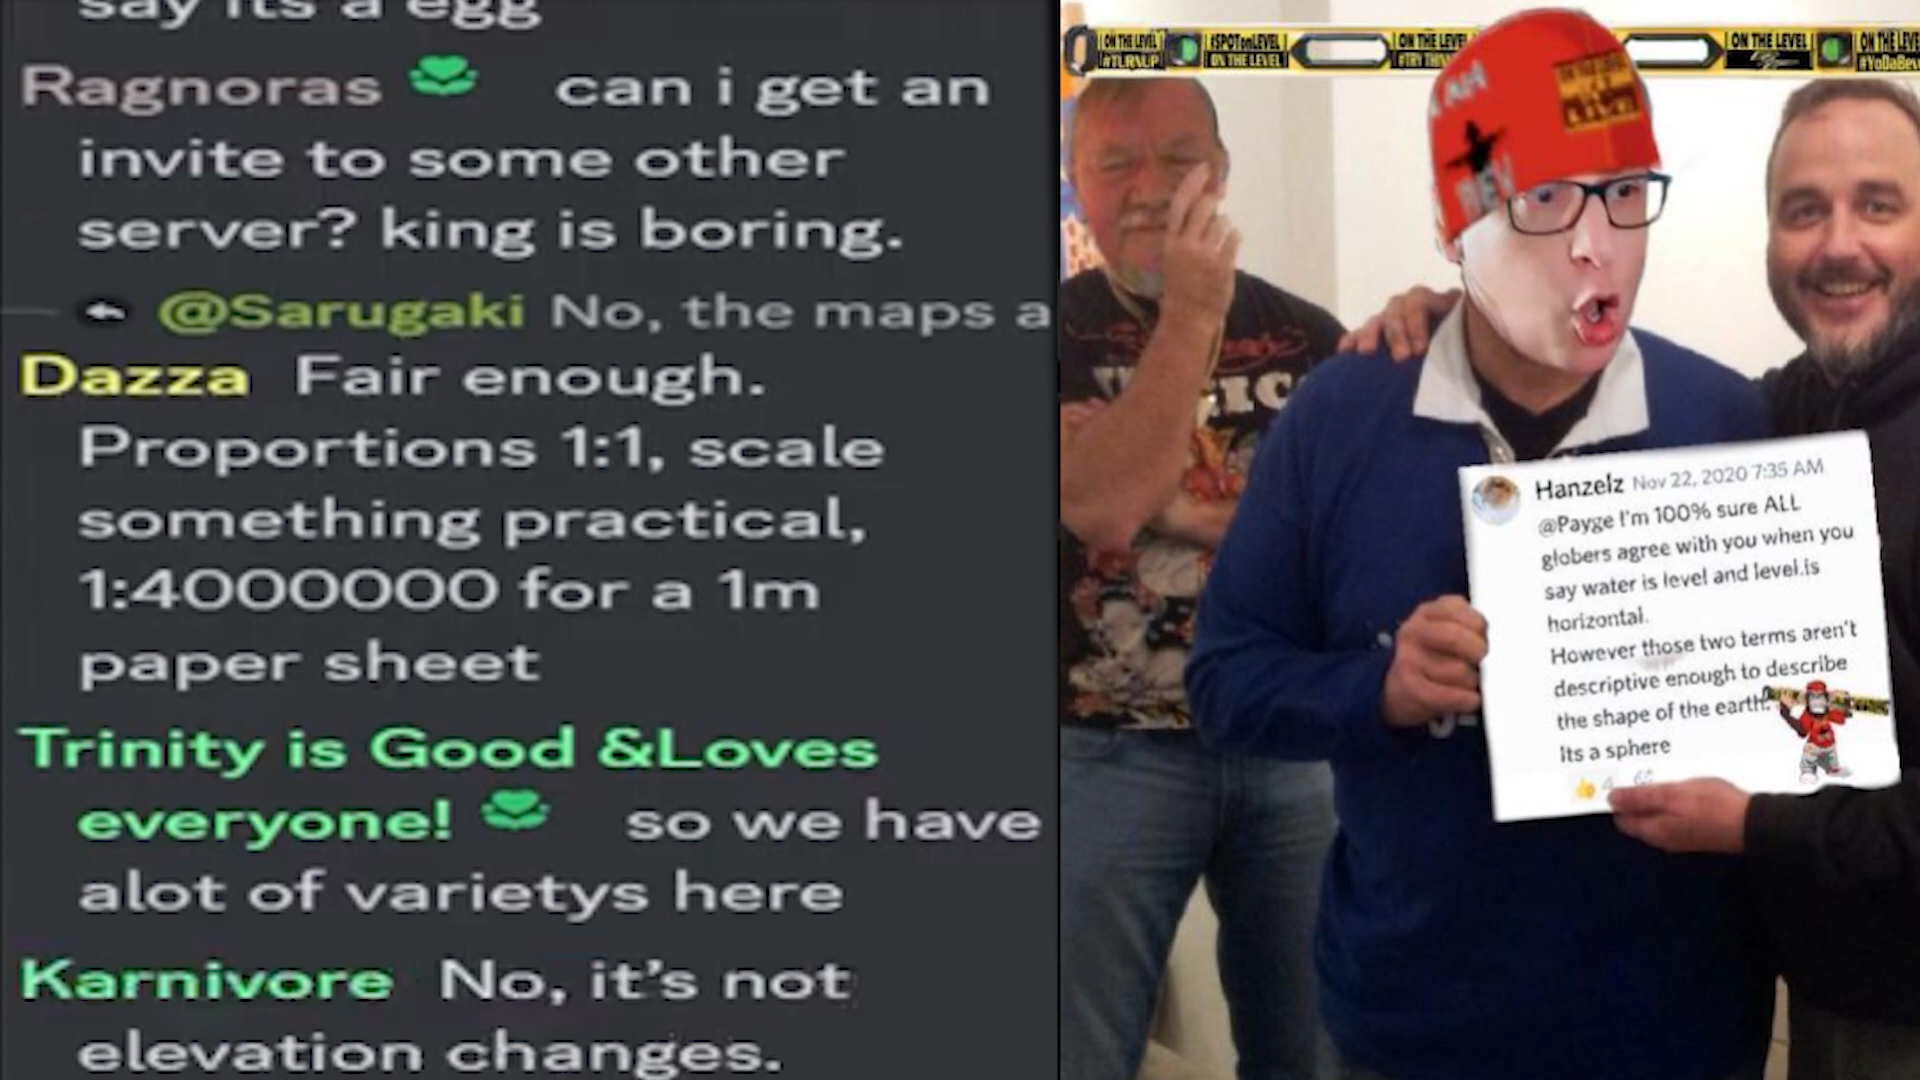 say its a egg
Ragnoras can i get an
invite to some other
server? king is boring.
@Sarugaki No, the maps a
Dazza Fair enough.
Proportions 1:1, scale
something practical,
1:4000000 for a 1m
paper sheet
Trinity is Good &Loves
everyone! so we have
alot of varietys here
Karnivore No, it's not
elevation changes.
ON THE LEVEL
#TURNUP
#SPOTonLEVEL
ON THE LEVEL
ON THE LEVEL
ON THE LEVEL
ON THE LEVE
#YoDaBev
BEV
Hanzelz Nov 22, 2020 7:35 AM
@Payge I'm 100% sure ALL
globers agree with you when you
say water is level and level.is
horizontal.
However those two terms aren't
descriptive enough to describe
the shape of the earth.
Its a sphere
4